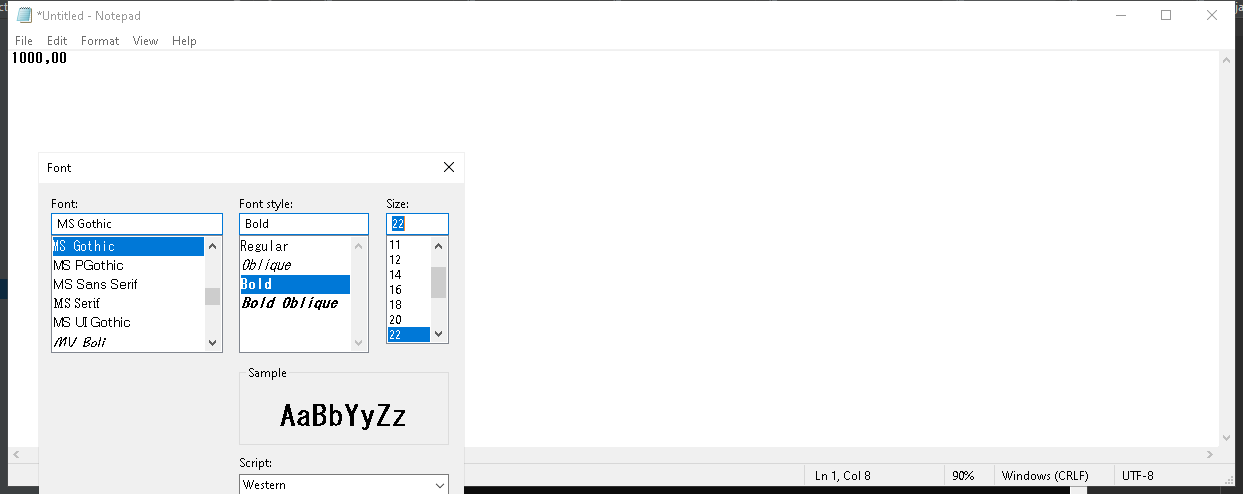 *Untitled - Notepad
File Edit Format View Help
1000,00
Font
Font: Font style: Size:
MS Gothic Bold 22
MS Gothic Regular 11
MS PGothic Oblique 12
MS Sans Serif Bold 14
MS Serif Bold Oblique 16
MS UI Gothic 18
MV Boli 20
22
Sample
AaBbYyZz
Script:
Western
Ln 1, Col 8 90% Windows (CRLF) UTF-8